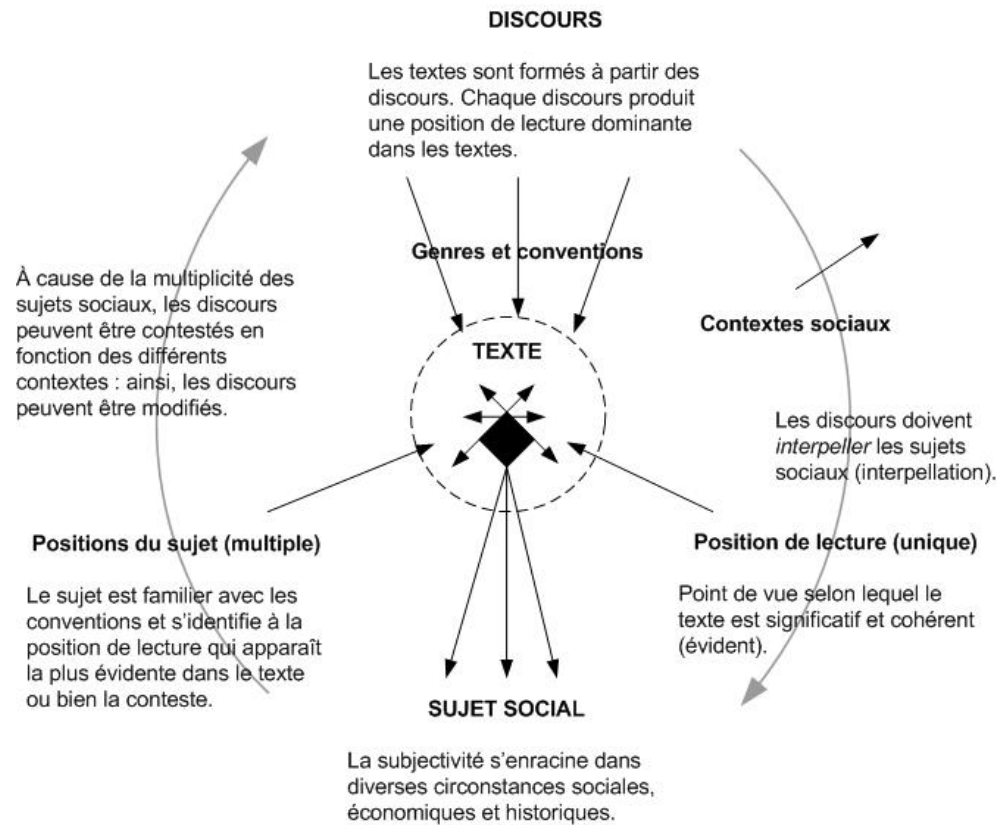 DISCOURS
Les textes sont formés à partir des
discours. Chaque discours produit
une position de lecture dominante
dans les textes.
Genres et conventions
À cause de la multiplicité des
sujets sociaux, les discours
peuvent être contestés en
fonction des différents
contextes : ainsi, les discours
peuvent être modifiés.
Contextes sociaux
TEXTE
Les discours doivent
interpeller les sujets
sociaux (interpellation).
Positions du sujet (multiple)
Le sujet est familier avec les
conventions et s'identifie à la
position de lecture qui apparaît
la plus évidente dans le texte
ou bien la conteste.
Position de lecture (unique)
Point de vue selon lequel le
texte est significatif et cohérent
(évident).
SUJET SOCIAL
La subjectivité s'enracine dans
diverses circonstances sociales,
économiques et historiques.